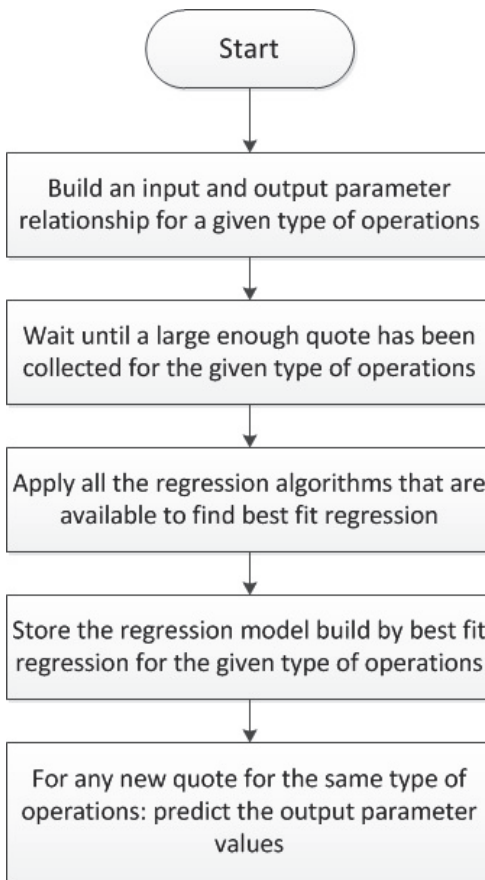 Start
Build an input and output parameter
relationship for a given type of operations
Wait until a large enough quote has been
collected for the given type of operations
Apply all the regression algorithms that are
available to find best fit regression
Store the regression model build by best fit
regression for the given type of operations
For any new quote for the same type of
operations: predict the output parameter
values